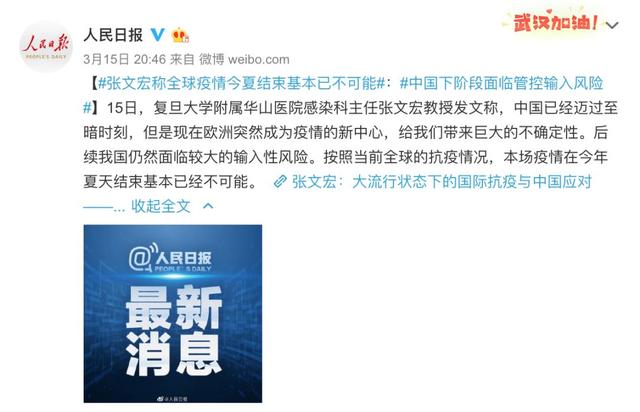 人民日报
武汉加油!
人民日报
PEOPLE'S DAILY
3月15日 20:46 来自 微博 weibo.com
【#张文宏称全球疫情今夏结束基本已不可能#：#中国下阶段面临管控输入风险
#】15日，复旦大学附属华山医院感染科主任张文宏教授发文称，中国已经迈过至
暗时刻，但是现在欧洲突然成为疫情的新中心，给我们带来巨大的不确定性。后
续我国仍然面临较大的输入性风险。按照当前全球的抗疫情况，本场疫情在今年
夏天结束基本已经不可能。 张文宏：大流行状态下的国际抗疫与中国应对
——... 收起全文
@人民日报
PEOPLE'S DAILY
最新
消息
@人民日报